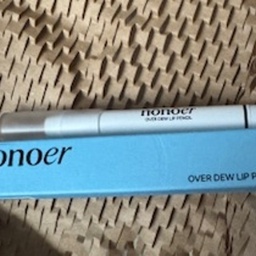 nonoer
OVER DEW LIP PENCIL
onoer
OVER DEW LIP P